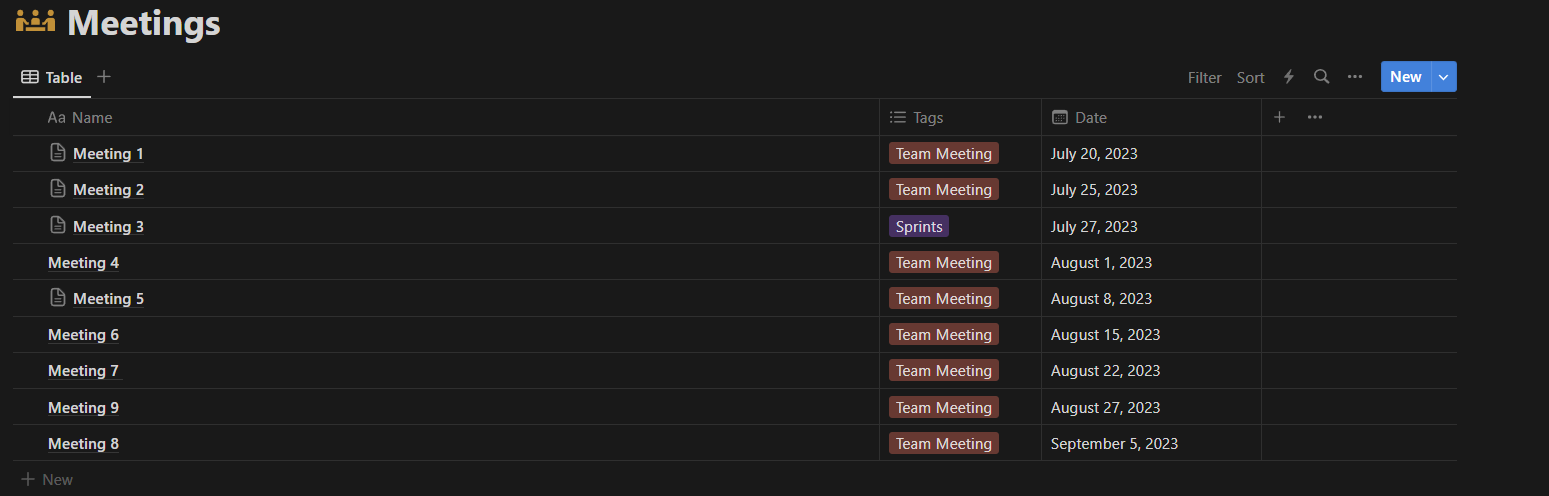 Meetings
Table
Filter Sort New
Aa Name Tags Date
Meeting 1 Team Meeting July 20, 2023
Meeting 2 Team Meeting July 25, 2023
Meeting 3 Sprints July 27, 2023
Meeting 4 Team Meeting August 1, 2023
Meeting 5 Team Meeting August 8, 2023
Meeting 6 Team Meeting August 15, 2023
Meeting 7 Team Meeting August 22, 2023
Meeting 9 Team Meeting August 27, 2023
Meeting 8 Team Meeting September 5, 2023
New